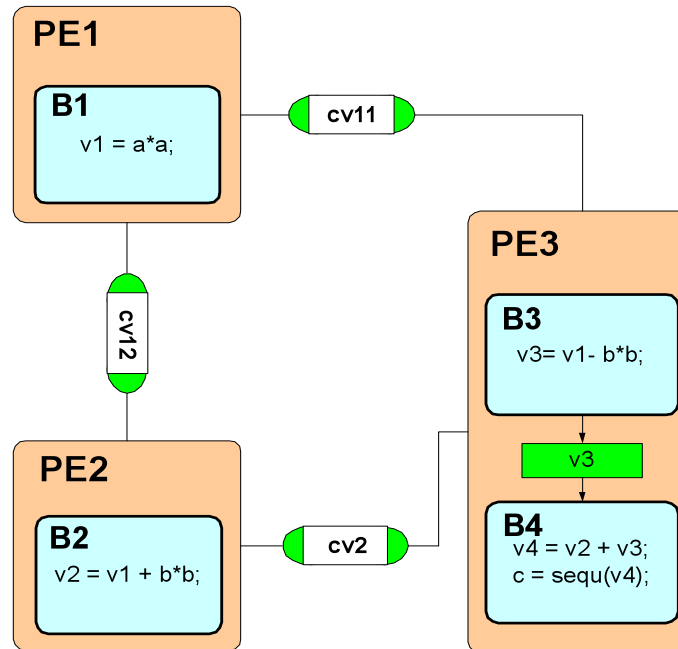 PE1
B1
v1 = a*a;
cv11
cv12
PE2
B2
v2 = v1 + b*b;
cv2
PE3
B3
v3= v1- b*b;
v3
B4
v4 = v2 + v3;
c = sequ(v4);